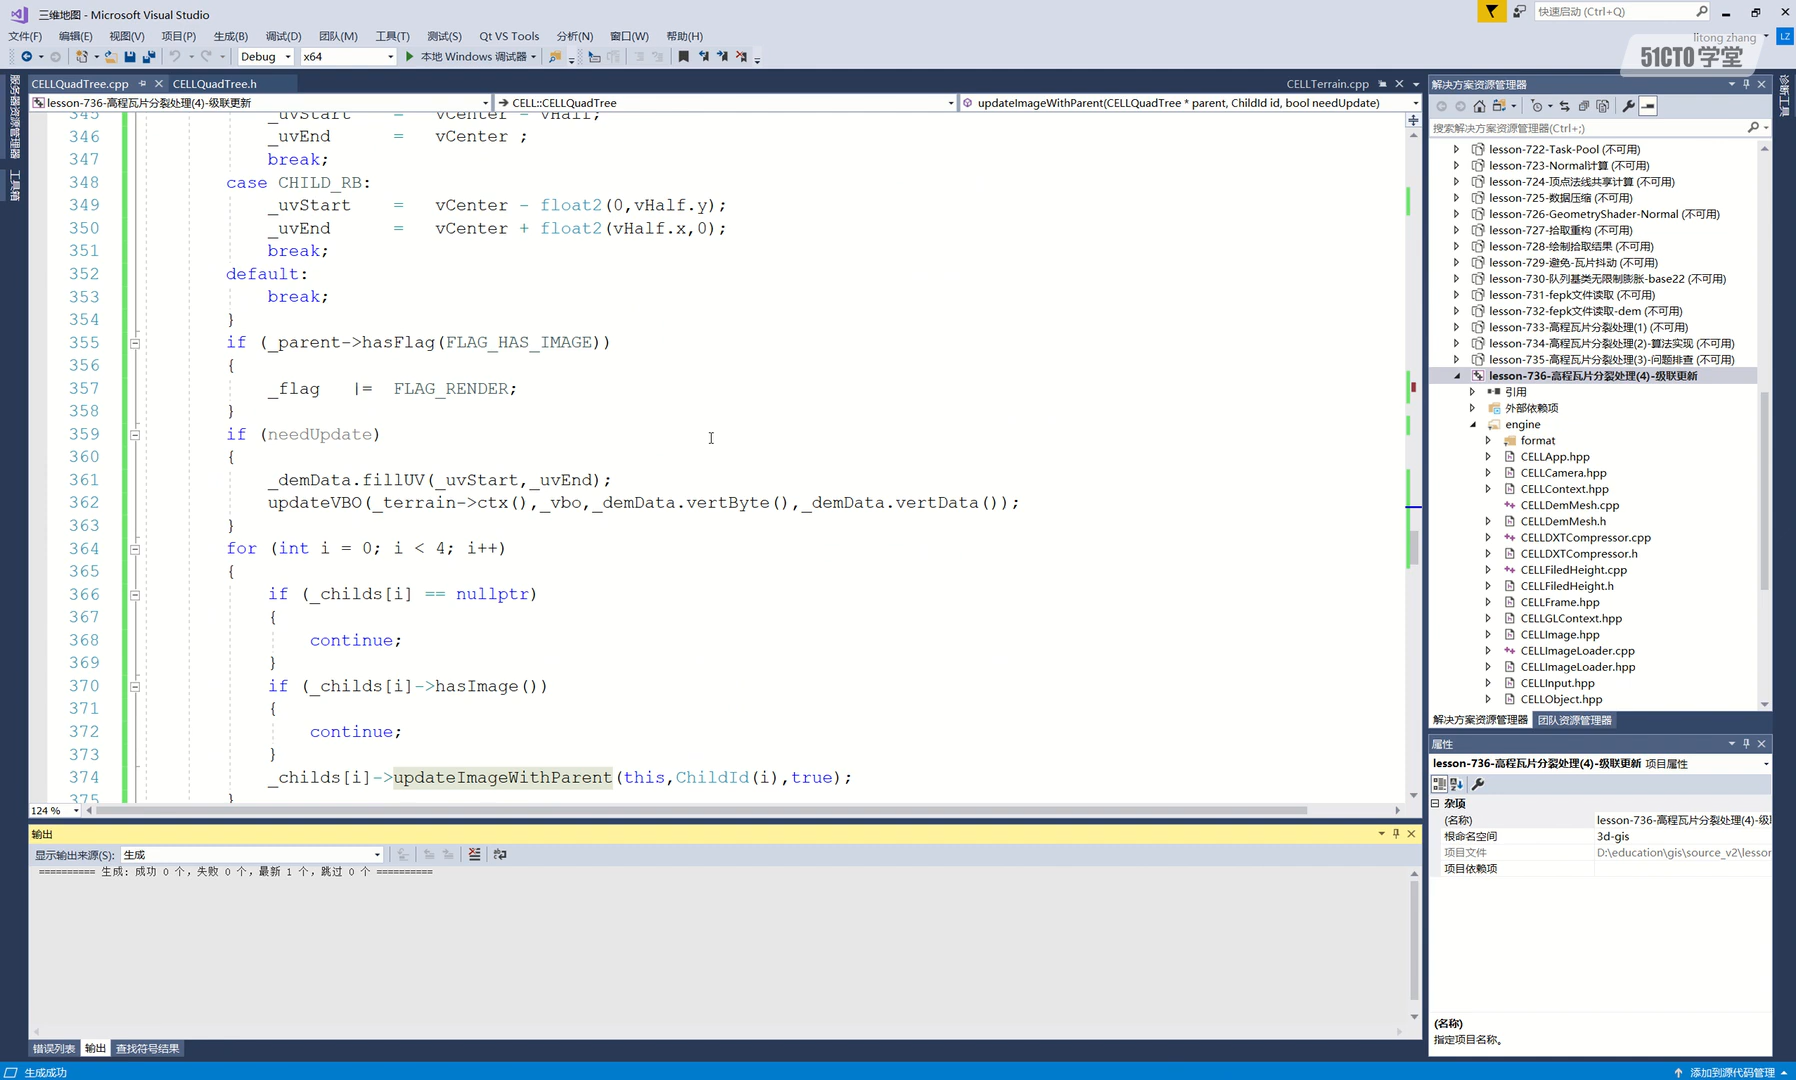 三维地图 - Microsoft Visual Studio
快速启动 (Ctrl+Q)
文件(F) 编辑(E) 视图(V) 项目(P) 生成(B) 调试(D) 团队(M) 工具(T) 测试(S) Qt VS Tools 分析(N) 窗口(W) 帮助(H)
litong zhang
LZ
51CTO学堂
Debug x64 本地 Windows 调试器
服务器资源管理器
工具箱
诊断工具
CELLQuadTree.cpp CELLQuadTree.h CELLTerrain.cpp
lesson-736-高程瓦片分裂处理(4)-级联更新 CELL::CELLQuadTree updateImageWithParent(CELLQuadTree * parent, ChildId id, bool needUpdate)
345 _uvStart = vCenter - vHalf;
346 _uvEnd = vCenter ;
347 break;
348 case CHILD_RB:
349 _uvStart = vCenter - float2(0,vHalf.y);
350 _uvEnd = vCenter + float2(vHalf.x,0);
351 break;
352 default:
353 break;
354 }
355 if (_parent->hasFlag(FLAG_HAS_IMAGE))
356 {
357 _flag |= FLAG_RENDER;
358 }
359 if (needUpdate)
360 {
361 _demData.fillUV(_uvStart,_uvEnd);
362 updateVBO(_terrain->ctx(),_vbo,_demData.vertByte(),_demData.vertData());
363 }
364 for (int i = 0; i < 4; i++)
365 {
366 if (_childs[i] == nullptr)
367 {
368 continue;
369 }
370 if (_childs[i]->hasImage())
371 {
372 continue;
373 }
374 _childs[i]->updateImageWithParent(this,ChildId(i),true);
375 }
124 %
输出
显示输出来源(S): 生成
========== 生成: 成功 0 个，失败 0 个，最新 1 个，跳过 0 个 ==========
错误列表 输出 查找符号结果
生成成功
添加到源代码管理
解决方案资源管理器
搜索解决方案资源管理器(Ctrl+;)
lesson-722-Task-Pool (不可用)
lesson-723-Normal计算 (不可用)
lesson-724-顶点法线共享计算 (不可用)
lesson-725-数据压缩 (不可用)
lesson-726-GeometryShader-Normal (不可用)
lesson-727-拾取重构 (不可用)
lesson-728-绘制拾取结果 (不可用)
lesson-729-避免-瓦片抖动 (不可用)
lesson-730-队列基类无限制膨胀-base22 (不可用)
lesson-731-fepk文件读取 (不可用)
lesson-732-fepk文件读取-dem (不可用)
lesson-733-高程瓦片分裂处理(1) (不可用)
lesson-734-高程瓦片分裂处理(2)-算法实现 (不可用)
lesson-735-高程瓦片分裂处理(3)-问题排查 (不可用)
lesson-736-高程瓦片分裂处理(4)-级联更新
引用
外部依赖项
engine
format
CELLApp.hpp
CELLCamera.hpp
CELLContext.hpp
CELLDemMesh.cpp
CELLDemMesh.h
CELLDXTCompressor.cpp
CELLDXTCompressor.h
CELLFiledHeight.cpp
CELLFiledHeight.h
CELLFrame.hpp
CELLGLContext.hpp
CELLImage.hpp
CELLImageLoader.cpp
CELLImageLoader.hpp
CELLInput.hpp
CELLObject.hpp
解决方案资源管理器 团队资源管理器
属性
lesson-736-高程瓦片分裂处理(4)-级联更新 项目属性
杂项
(名称) lesson-736-高程瓦片分裂处理(4)-级
根命名空间 3d-gis
项目文件 D:\education\gis\source_v2\lesson
项目依赖项
(名称)
指定项目名称。